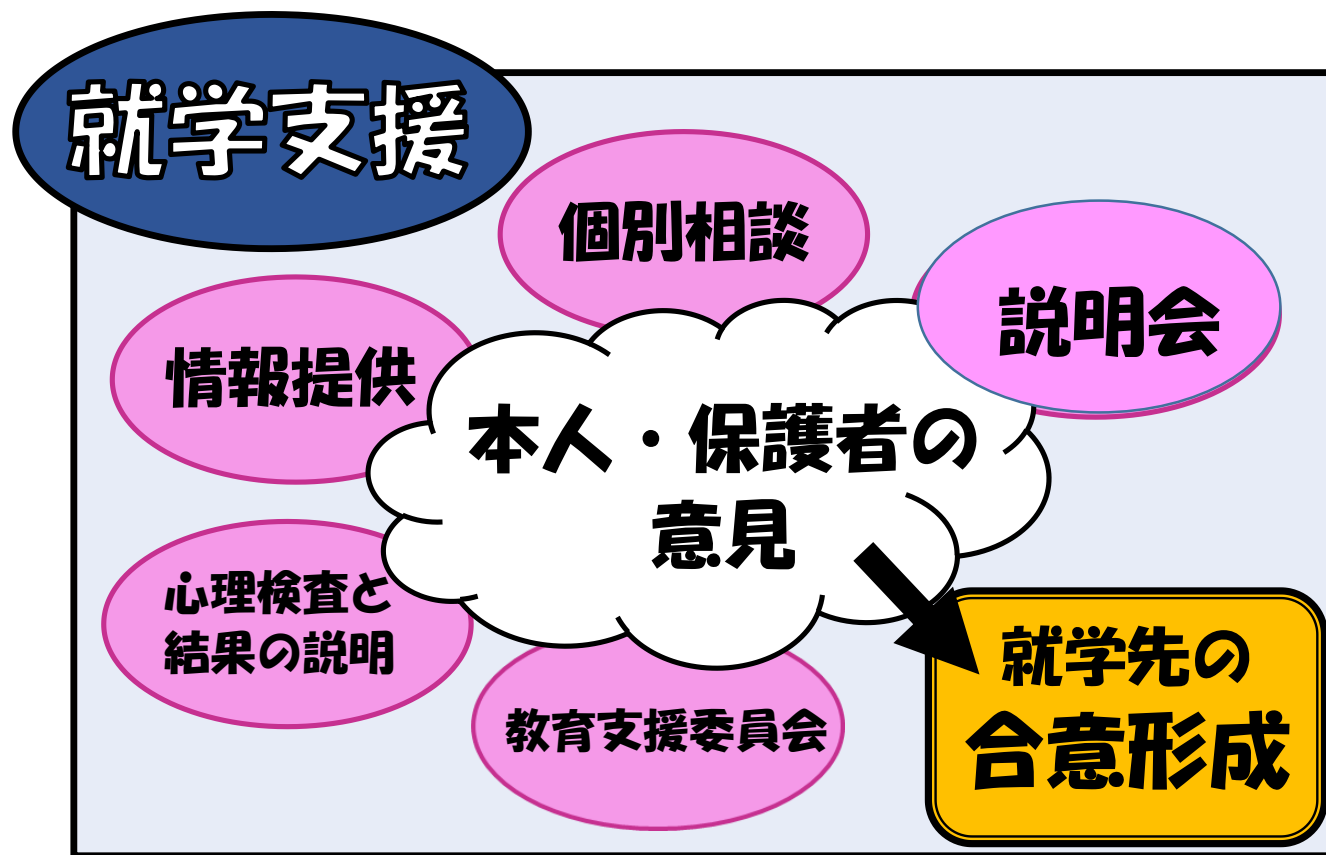 就学支援
個別相談
説明会
情報提供
本人・保護者の
意見
心理検査と
結果の説明
教育支援委員会
就学先の
合意形成